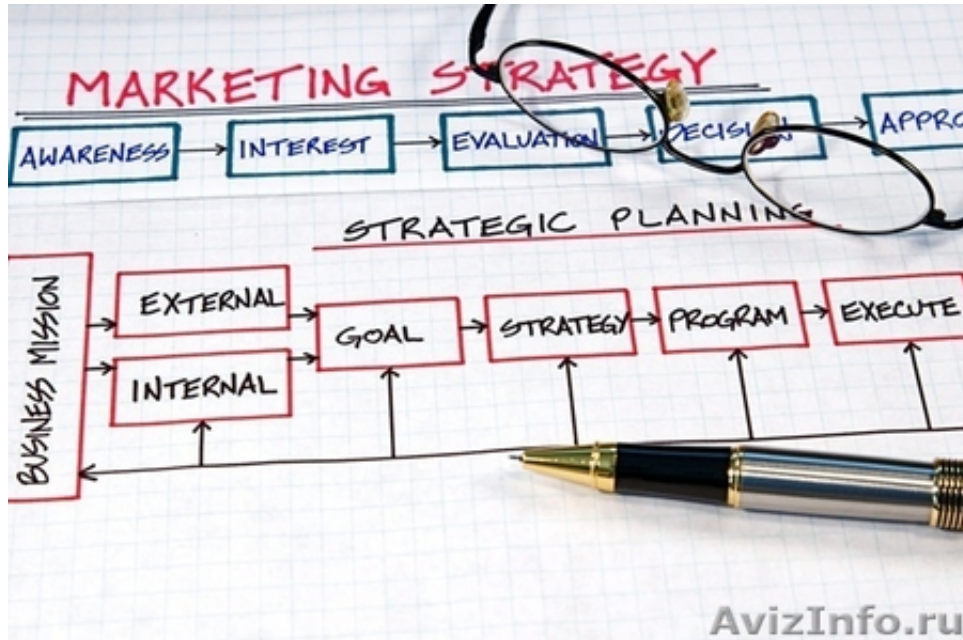 MARKETING STRATEGY
AWARENESS INTEREST EVALUATION DECISION APPRO
STRATEGIC PLANNING
BUSINESS MISSION
EXTERNAL
INTERNAL
GOAL STRATEGY PROGRAM EXECUTE
AvizInfo.ru